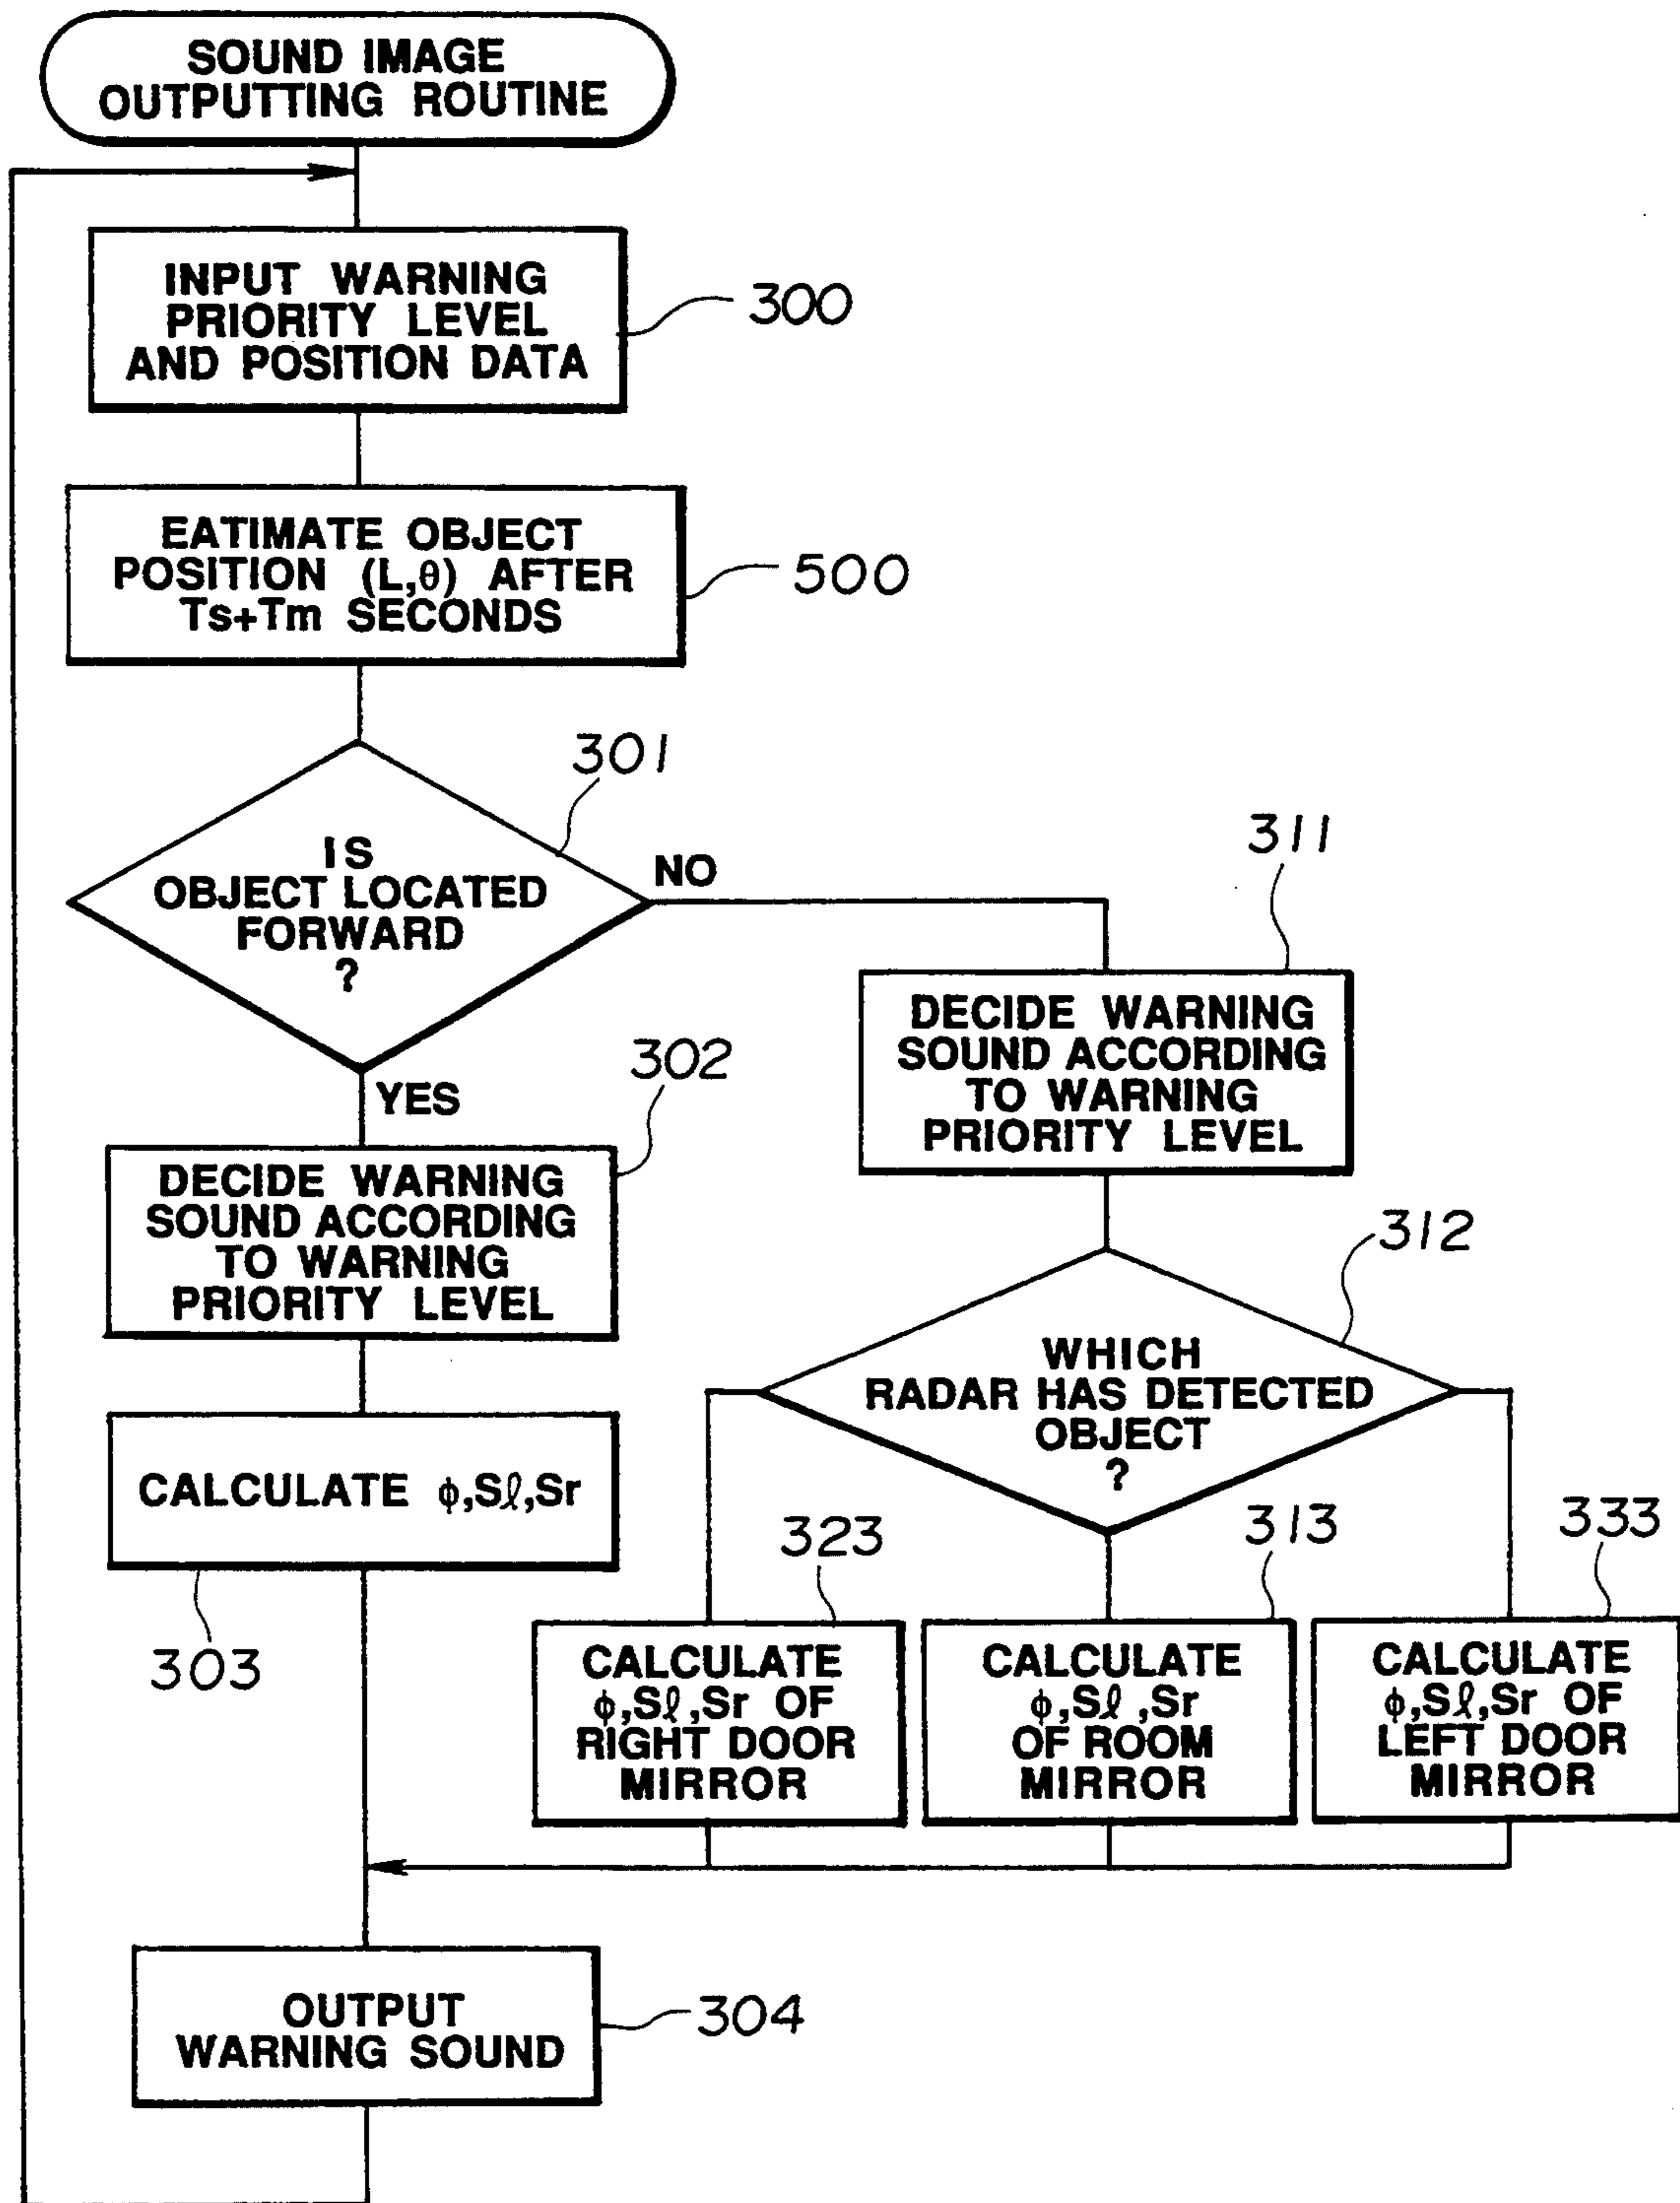 SOUND IMAGE
OUTPUTTING ROUTINE
INPUT WARNING
PRIORITY LEVEL
AND POSITION DATA
300
EATIMATE OBJECT
POSITION (L,θ) AFTER
Ts+Tm SECONDS
500
301
IS
OBJECT LOCATED
FORWARD
?
NO
YES
302
DECIDE WARNING
SOUND ACCORDING
TO WARNING
PRIORITY LEVEL
CALCULATE ϕ,Sℓ,Sr
303
311
DECIDE WARNING
SOUND ACCORDING
TO WARNING
PRIORITY LEVEL
312
WHICH
RADAR HAS DETECTED
OBJECT
?
323
CALCULATE
ϕ,Sℓ,Sr OF
RIGHT DOOR
MIRROR
313
CALCULATE
ϕ,Sℓ,Sr
OF ROOM
MIRROR
333
CALCULATE
ϕ,Sℓ,Sr OF
LEFT DOOR
MIRROR
OUTPUT
WARNING SOUND
304